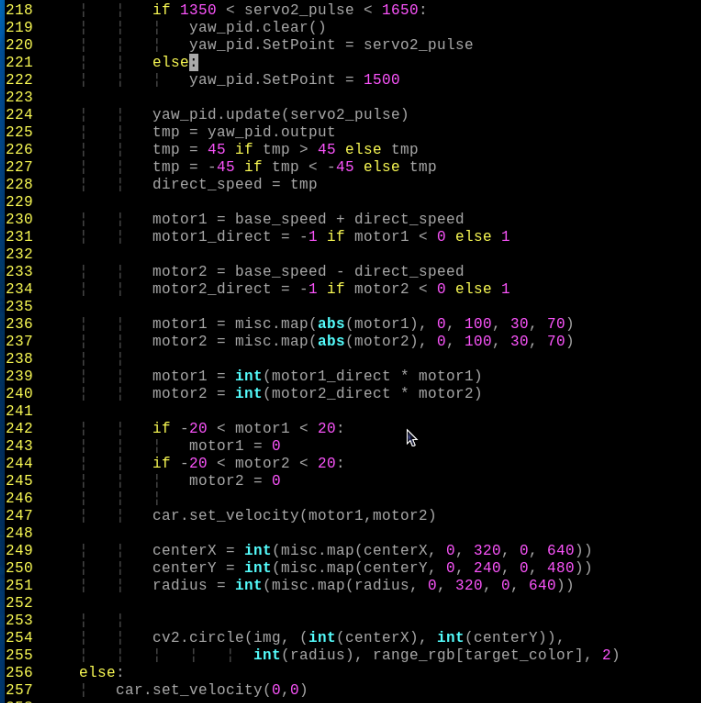 218 if 1350 < servo2_pulse < 1650:
219 yaw_pid.clear()
220 yaw_pid.SetPoint = servo2_pulse
221 else:
222 yaw_pid.SetPoint = 1500
223
224 yaw_pid.update(servo2_pulse)
225 tmp = yaw_pid.output
226 tmp = 45 if tmp > 45 else tmp
227 tmp = -45 if tmp < -45 else tmp
228 direct_speed = tmp
229
230 motor1 = base_speed + direct_speed
231 motor1_direct = -1 if motor1 < 0 else 1
232
233 motor2 = base_speed - direct_speed
234 motor2_direct = -1 if motor2 < 0 else 1
235
236 motor1 = misc.map(abs(motor1), 0, 100, 30, 70)
237 motor2 = misc.map(abs(motor2), 0, 100, 30, 70)
238
239 motor1 = int(motor1_direct * motor1)
240 motor2 = int(motor2_direct * motor2)
241
242 if -20 < motor1 < 20:
243 motor1 = 0
244 if -20 < motor2 < 20:
245 motor2 = 0
246
247 car.set_velocity(motor1,motor2)
248
249 centerX = int(misc.map(centerX, 0, 320, 0, 640))
250 centerY = int(misc.map(centerY, 0, 240, 0, 480))
251 radius = int(misc.map(radius, 0, 320, 0, 640))
252
253
254 cv2.circle(img, (int(centerX), int(centerY)),
255 int(radius), range_rgb[target_color], 2)
256 else:
257 car.set_velocity(0,0)